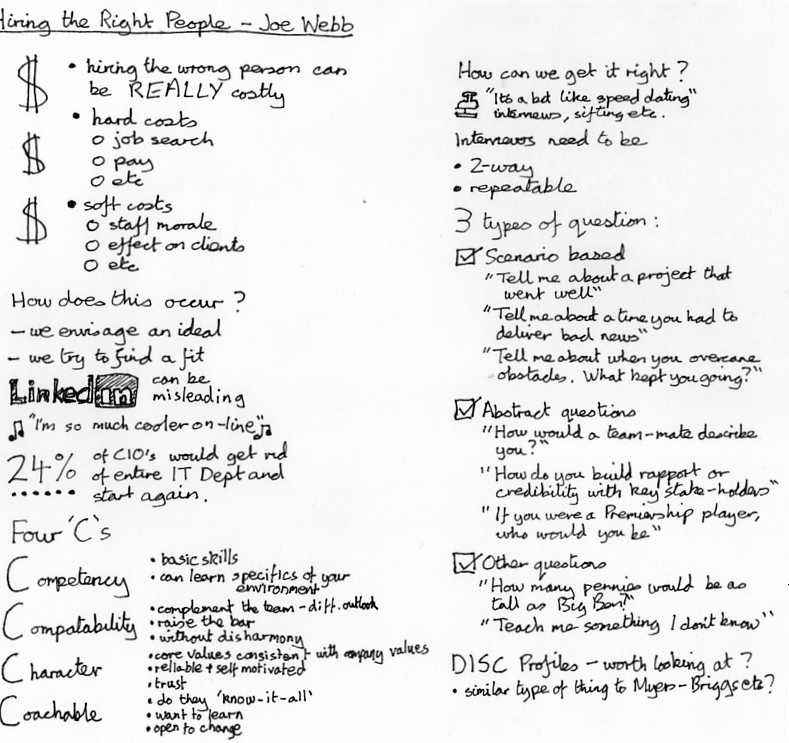 Hiring the Right People - Joe Webb
$ • hiring the wrong person can
be REALLY costly
• hard costs
$ o job search
o pay
o etc
$ • soft costs
o staff morale
o effect on clients
o etc
How does this occur?
- we envisage an ideal
- we try to find a fit
LinkedIn can be
misleading
♫ "I'm so much cooler on-line" ♫
24% of CIO's would get rid
of entire IT Dept and
start again.
Four 'C's
Competency
• basic skills
• can learn specifics of your
environment
Compatability
• complement the team - diff. outlook
• raise the bar
• without disharmony
Character
• core values consistent with company values
• reliable + self motivated
• trust
Coachable
• do they 'know-it-all'
• want to learn
• open to change
How can we get it right?
"Its a bit like speed dating"
interviews, sifting etc.
Interviews need to be
• 2-way
• repeatable
3 types of question:
☑ Scenario based
"Tell me about a project that
went well"
"Tell me about a time you had to
deliver bad news"
"Tell me about when you overcame
obstacles. What kept you going?"
☑ Abstract questions
"How would a team-mate describe
you?"
"How do you build rapport or
credibility with key stake-holders"
"If you were a Premiership player,
who would you be"
☑ Other questions
"How many pennies would be as
tall as Big Ben?"
"Teach me something I don't know"
DISC Profiles - worth looking at?
• similar type of thing to Myers-Briggs etc?